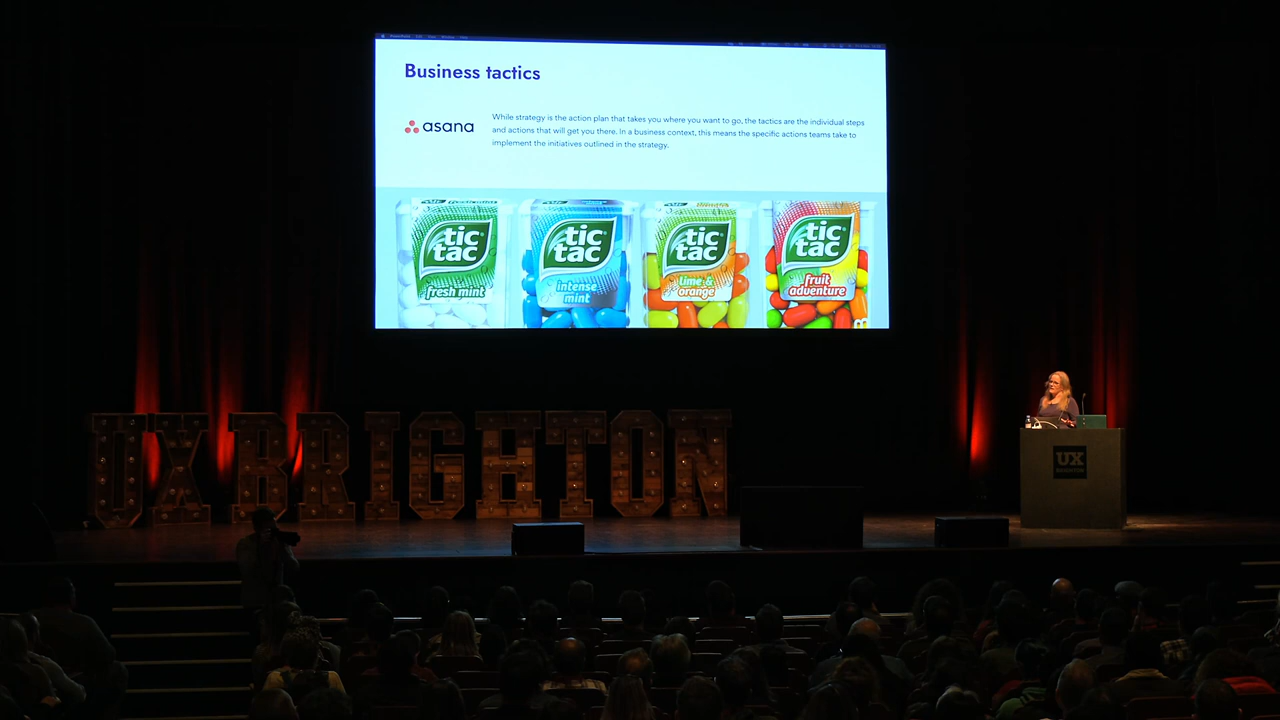 Business tactics
asana
While strategy is the action plan that takes you where you want to go, the tactics are the individual steps
and actions that will get you there. In a business context, this means the specific actions teams take to
implement the initiatives outlined in the strategy.
tic
tac
fresh mint
tic
tac
intense
mint
tic
tac
lime &
orange
tic
tac
fruit
adventure
UX BRIGHTON
UX
BRIGHTON